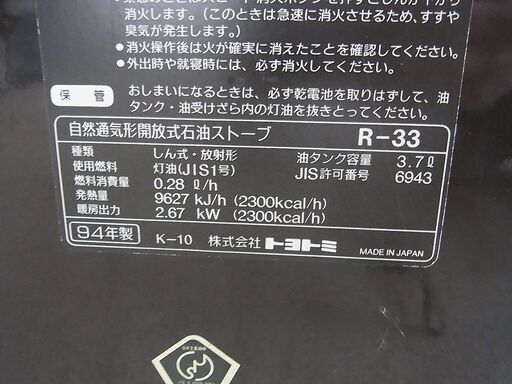 消火します。(このときは急速に消火させるため、すすや
臭気が発生します。)
●消火操作後は火が確実に消えたことを確認してください。
●外出時や就寝時には、必ず消火してください。
保管
おしまいになるときは、必ず乾電池を取りはずして、油
タンク・油受けざら内の灯油を抜きとってください。
自然通気形開放式石油ストーブ R-33
種類 しん式・放射形 油タンク容量 3.7ℓ
使用燃料 灯油(JIS1号) JIS許可番号 6943
燃料消費量 0.28 ℓ/h
発熱量 9627 kJ/h (2300kcal/h)
暖房出力 2.67 kW (2300kcal/h)
94年製 K-10 株式会社トヨトミ MADE IN JAPAN